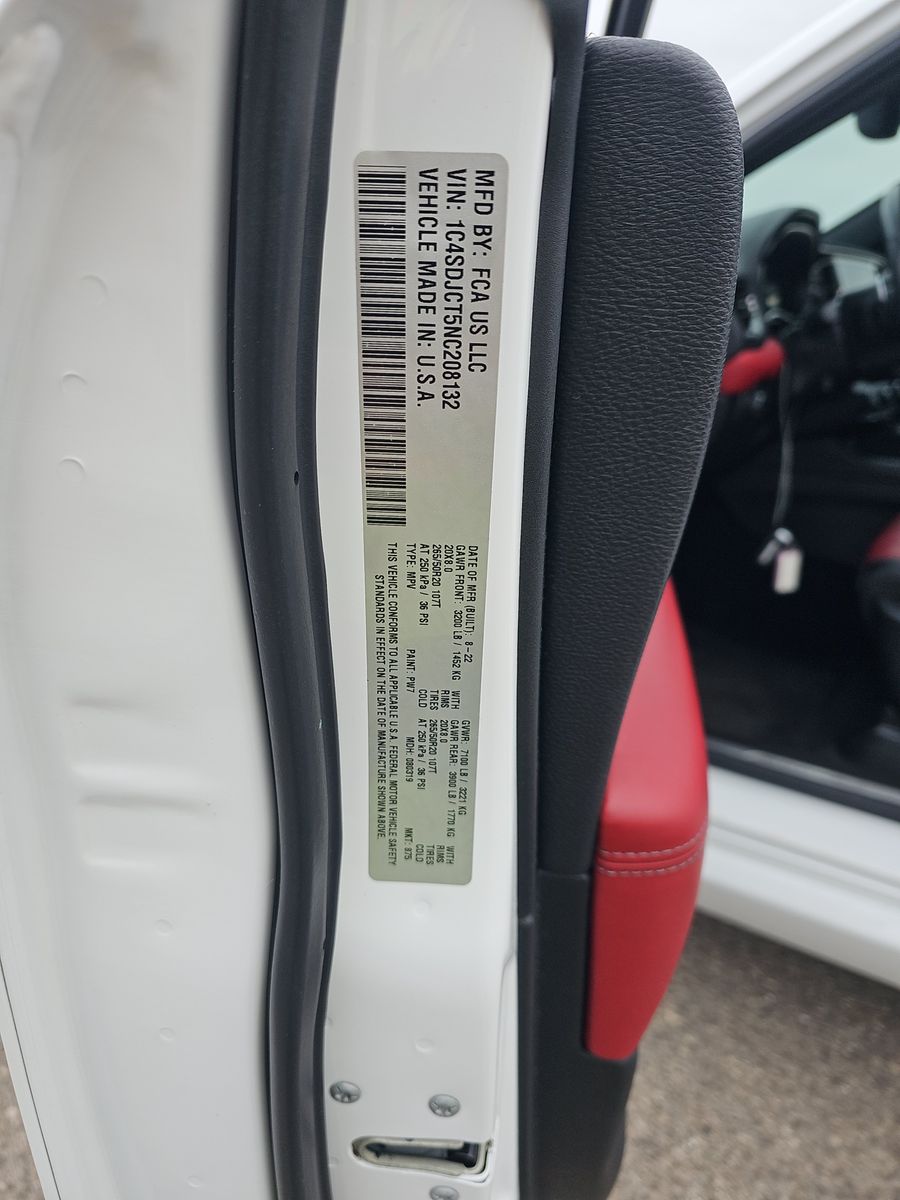 MFD BY: FCA US LLC
VIN: 1C4SDJCT5NC208132
VEHICLE MADE IN: U.S.A.
DATE OF MFR (BUILT): 8-22 GVWR: 7100 LB / 3221 KG
GAWR FRONT: 3200 LB / 1452 KG WITH GAWR REAR: 3900 LB / 1770 KG WITH
20X8.0 RIMS 20X8.0 RIMS
265/50R20 107T TIRES 265/50R20 107T TIRES
AT 250 kPa / 36 PSI COLD AT 250 kPa / 36 PSI COLD
TYPE: MPV PAINT: PW7 MDH: 080319 MKT: 975
THIS VEHICLE CONFORMS TO ALL APPLICABLE U.S.A. FEDERAL MOTOR VEHICLE SAFETY
STANDARDS IN EFFECT ON THE DATE OF MANUFACTURE SHOWN ABOVE.